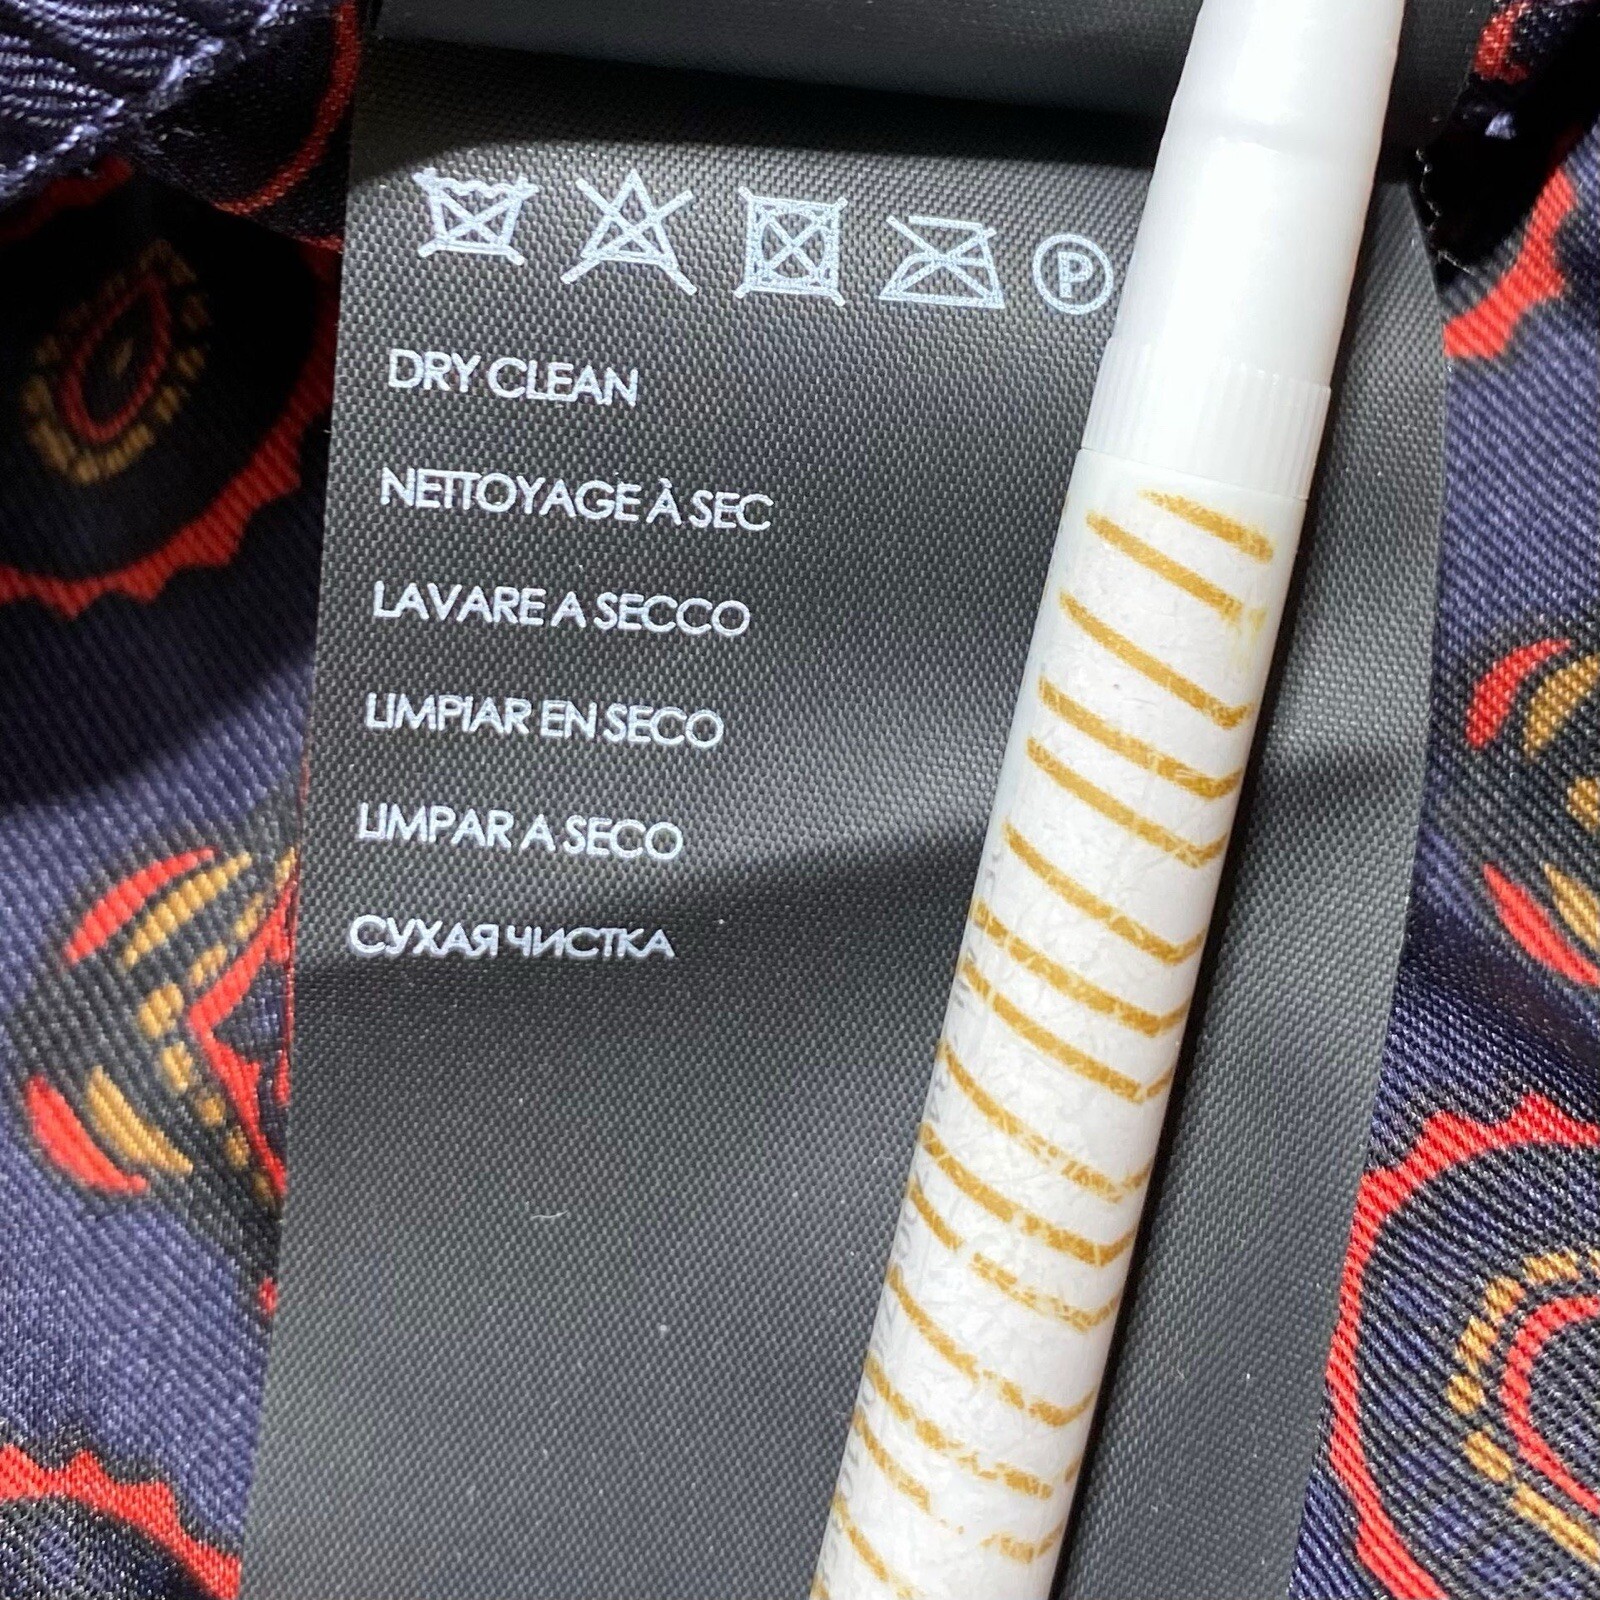 P
DRY CLEAN
NETTOYAGE À SEC
LAVARE A SECCO
LIMPIAR EN SECO
LIMPAR A SECO
СУХАЯ ЧИСТКА